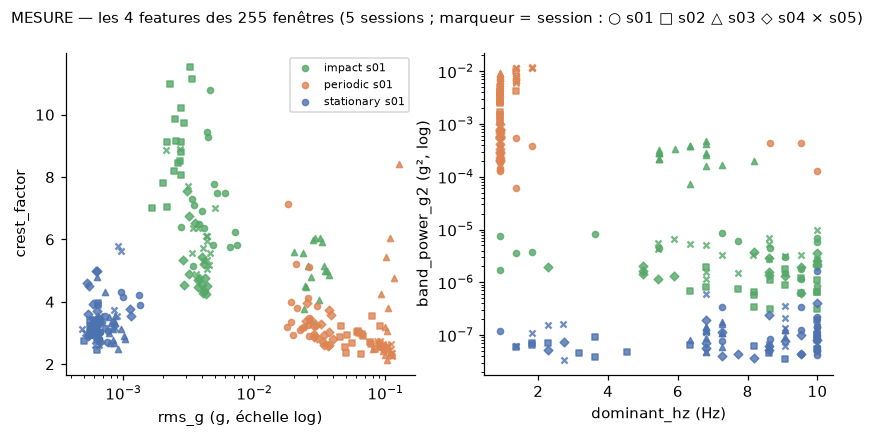 MESURE — les 4 features des 255 fenêtres (5 sessions ; marqueur = session : ○ s01 □ s02 △ s03 ◇ s04 × s05)
impact s01
periodic s01
stationary s01
crest_factor
10
8
6
4
2
10⁻³
10⁻²
10⁻¹
rms_g (g, échelle log)
band_power_g2 (g², log)
10⁻²
10⁻³
10⁻⁴
10⁻⁵
10⁻⁶
10⁻⁷
2
4
6
8
10
dominant_hz (Hz)